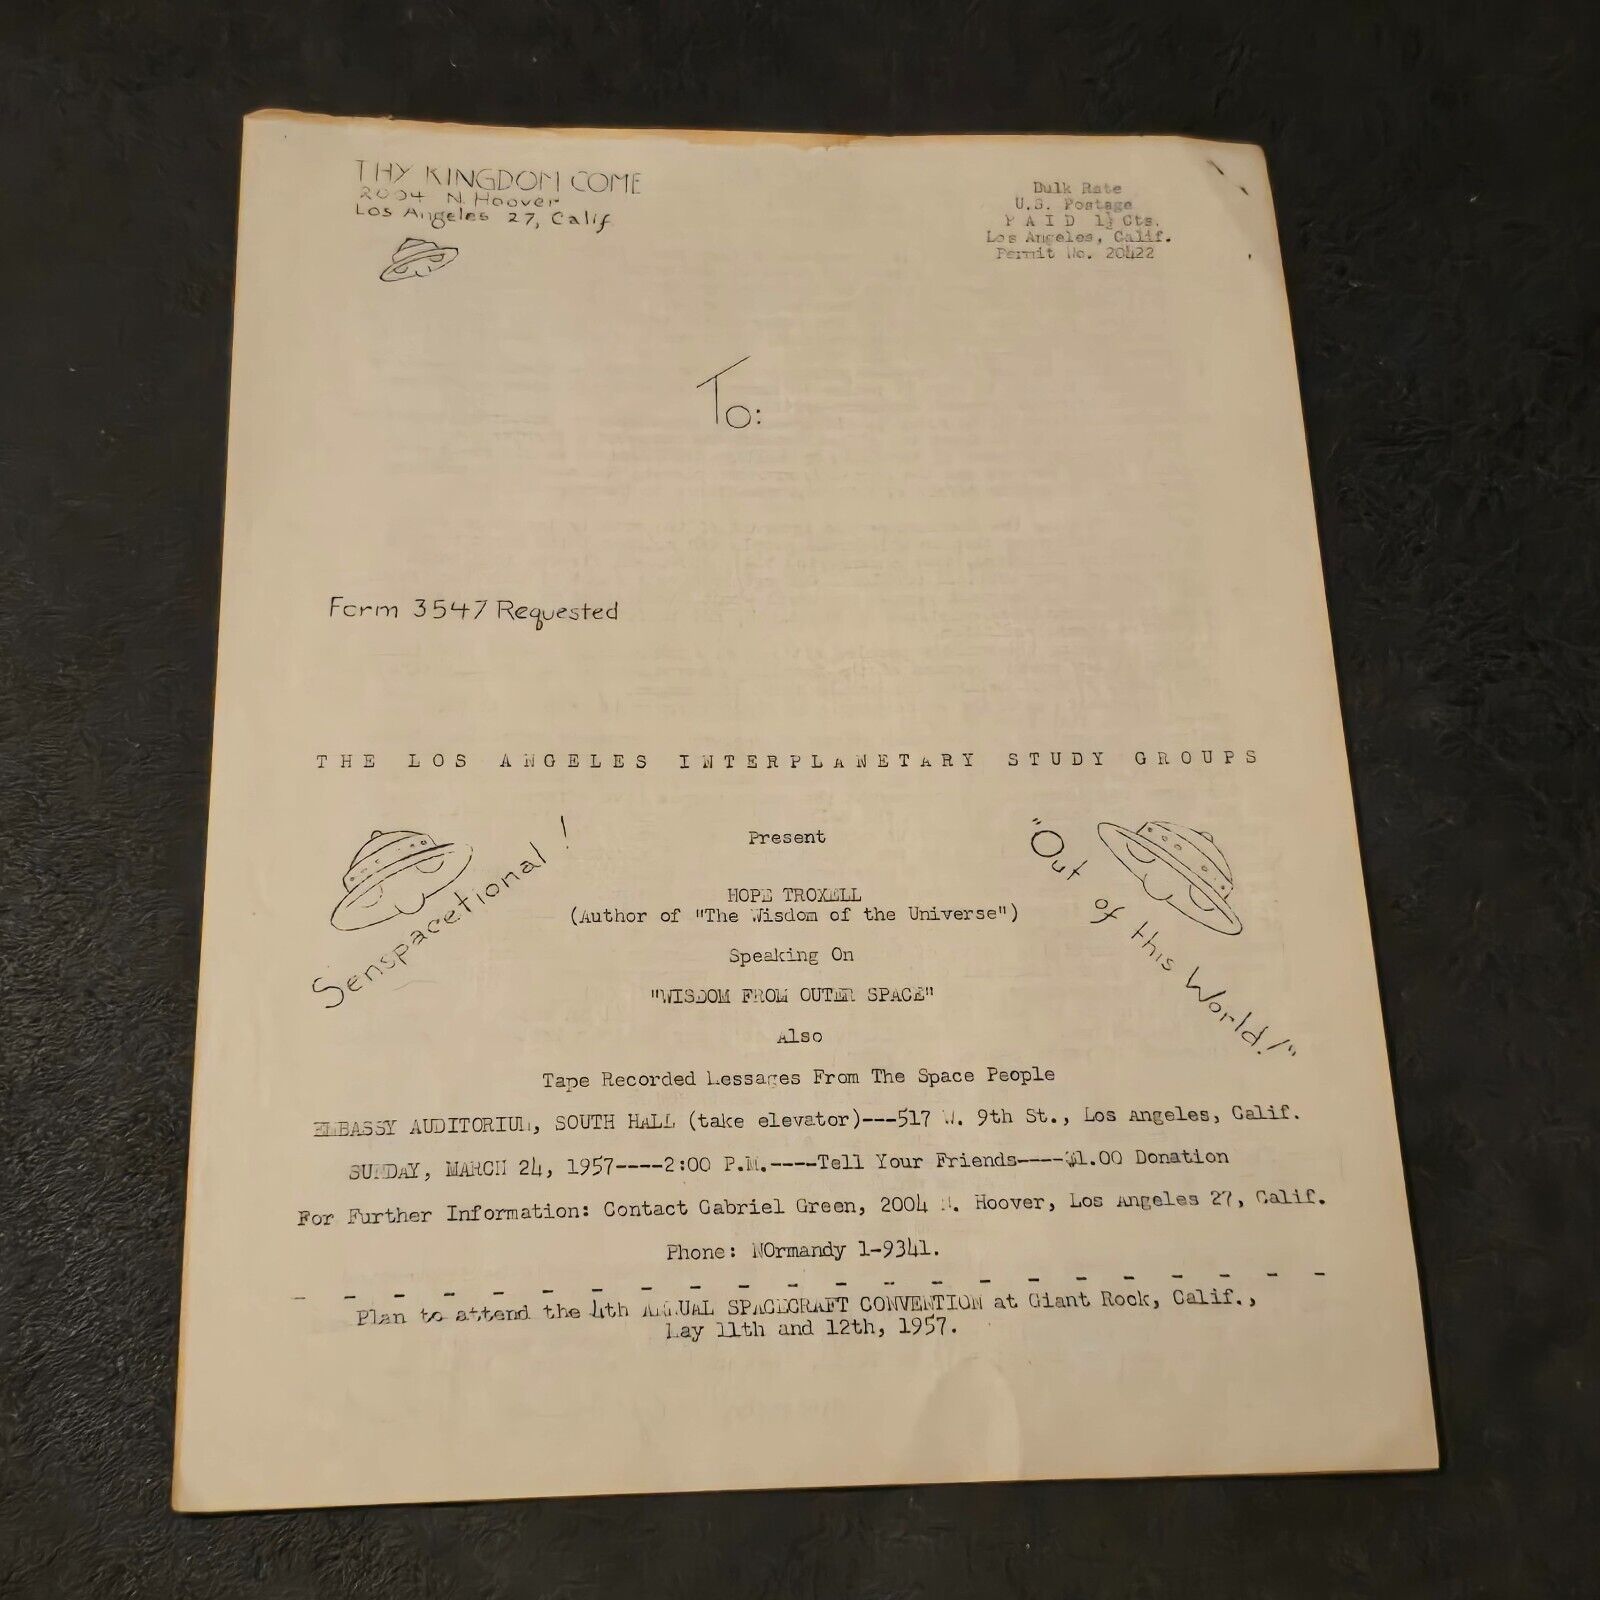 THY KINGDOM COME
2004 N. Hoover
Los Angeles 27, Calif.
Bulk Rate
U.S. Postage
P A I D 1½ Cts.
Los Angeles, Calif.
Permit No. 20422
To:
Form 3547 Requested
THE LOS ANGELES INTERPLANETARY STUDY GROUPS
Senspacetional!
Present
"Out of this World!"
HOPE TROXELL
(Author of "The Wisdom of the Universe")
Speaking On
"WISDOM FROM OUTER SPACE"
Also
Tape Recorded Messages From The Space People
EMBASSY AUDITORIUM, SOUTH HALL (take elevator)---517 W. 9th St., Los Angeles, Calif.
SUNDAY, MARCH 24, 1957----2:00 P.M.----Tell Your Friends----$1.00 Donation
For Further Information: Contact Gabriel Green, 2004 N. Hoover, Los Angeles 27, Calif.
Phone: NOrmandy 1-9341.
Plan to attend the 4th ANNUAL SPACECRAFT CONVENTION at Giant Rock, Calif.,
May 11th and 12th, 1957.